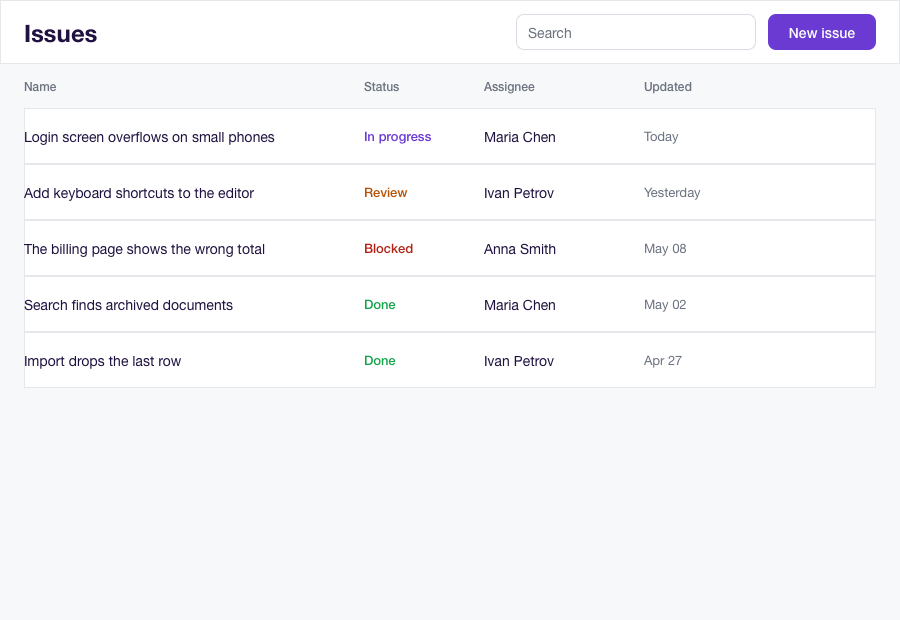 Issues
Search
New issue
Name Status Assignee Updated
Login screen overflows on small phones In progress Maria Chen Today
Add keyboard shortcuts to the editor Review Ivan Petrov Yesterday
The billing page shows the wrong total Blocked Anna Smith May 08
Search finds archived documents Done Maria Chen May 02
Import drops the last row Done Ivan Petrov Apr 27